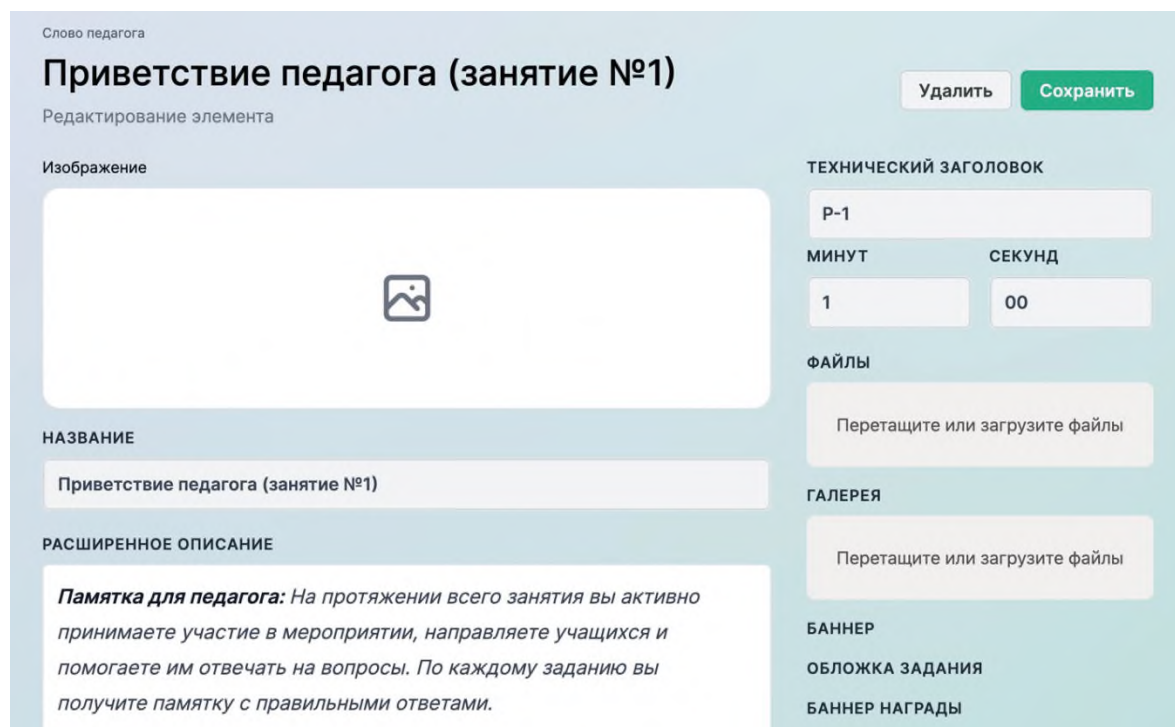 Слово педагога
Приветствие педагога (занятие №1)
Редактирование элемента
Удалить
Сохранить
Изображение
НАЗВАНИЕ
Приветствие педагога (занятие №1)
РАСШИРЕННОЕ ОПИСАНИЕ
Памятка для педагога: На протяжении всего занятия вы активно
принимаете участие в мероприятии, направляете учащихся и
помогаете им отвечать на вопросы. По каждому заданию вы
получите памятку с правильными ответами.
ТЕХНИЧЕСКИЙ ЗАГОЛОВОК
P-1
МИНУТ
СЕКУНД
1
00
ФАЙЛЫ
Перетащите или загрузите файлы
ГАЛЕРЕЯ
Перетащите или загрузите файлы
БАННЕР
ОБЛОЖКА ЗАДАНИЯ
БАННЕР НАГРАДЫ